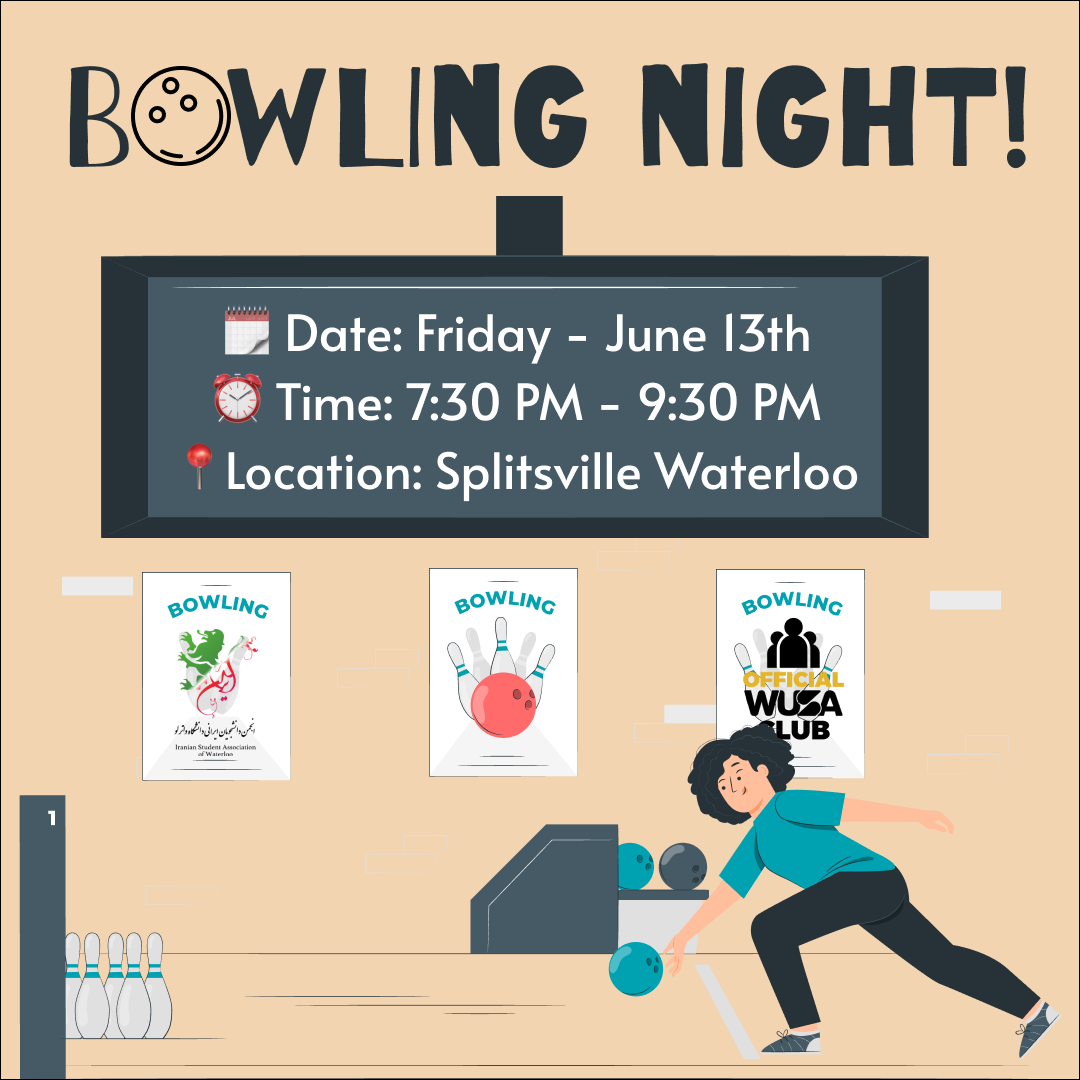 BOWLING NIGHT!
Date: Friday - June 13th
Time: 7:30 PM - 9:30 PM
Location: Splitsville Waterloo
BOWLING
انجمن دانشجویان ایرانی دانشگاه واترلو
Iranian Student Association
of Waterloo
BOWLING
BOWLING
OFFICIAL
WUSA
CLUB
1